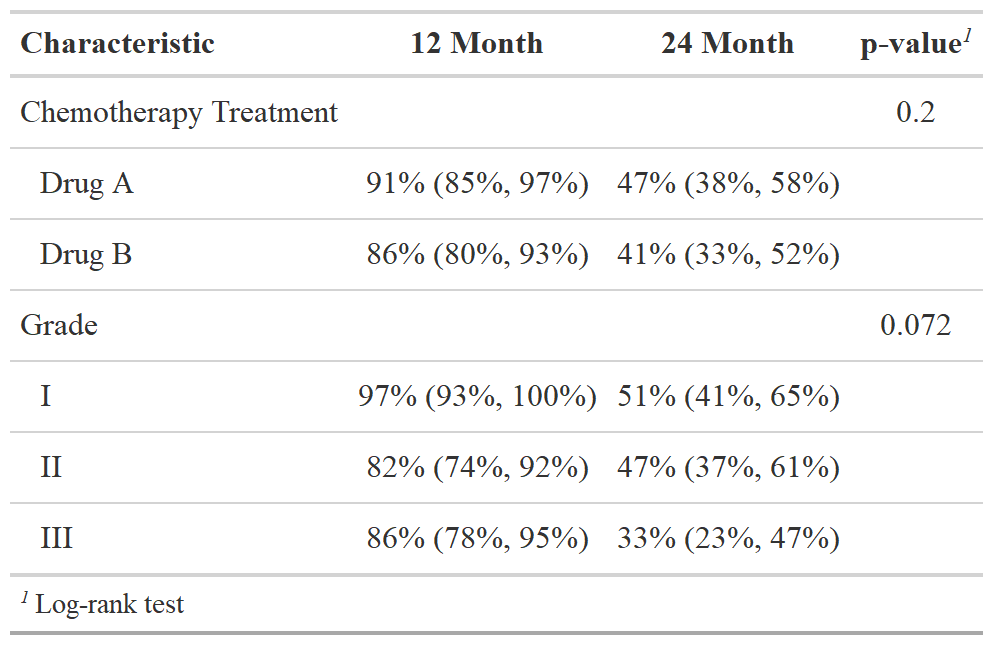 Characteristic 12 Month 24 Month p-value1
Chemotherapy Treatment 0.2
Drug A 91% (85%, 97%) 47% (38%, 58%)
Drug B 86% (80%, 93%) 41% (33%, 52%)
Grade 0.072
I 97% (93%, 100%) 51% (41%, 65%)
II 82% (74%, 92%) 47% (37%, 61%)
III 86% (78%, 95%) 33% (23%, 47%)
1 Log-rank test